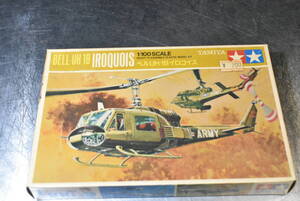 BELL UH 1B IROQUOIS
1:100 SCALE
TAMIYA
ベルUH-1Bイロコイス
ARMY